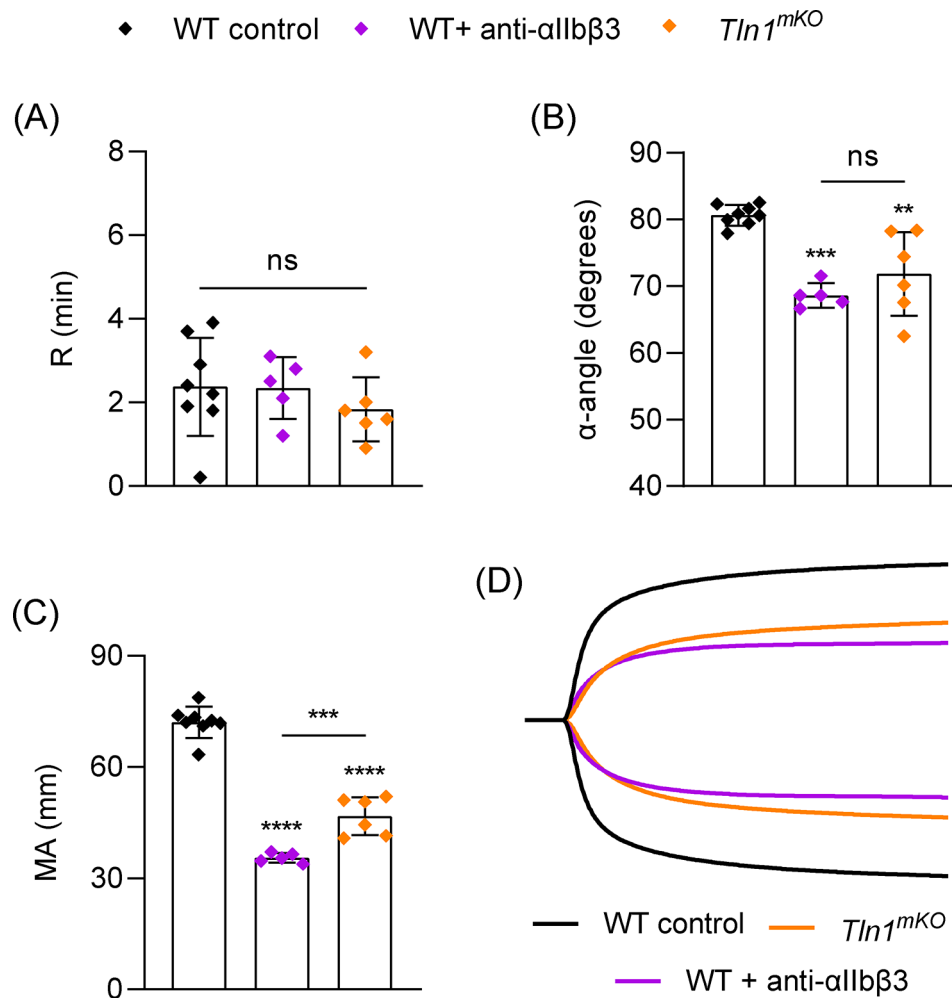 WT control WT+ anti-αIIbβ3 Tln1mKO
(A)
8
6
4
2
0
R (min)
ns
(B)
90
80
70
60
50
40
α-angle (degrees)
ns
***
**
(C)
90
60
30
0
MA (mm)
***
****
****
(D)
WT control Tln1mKO
WT + anti-αIIbβ3